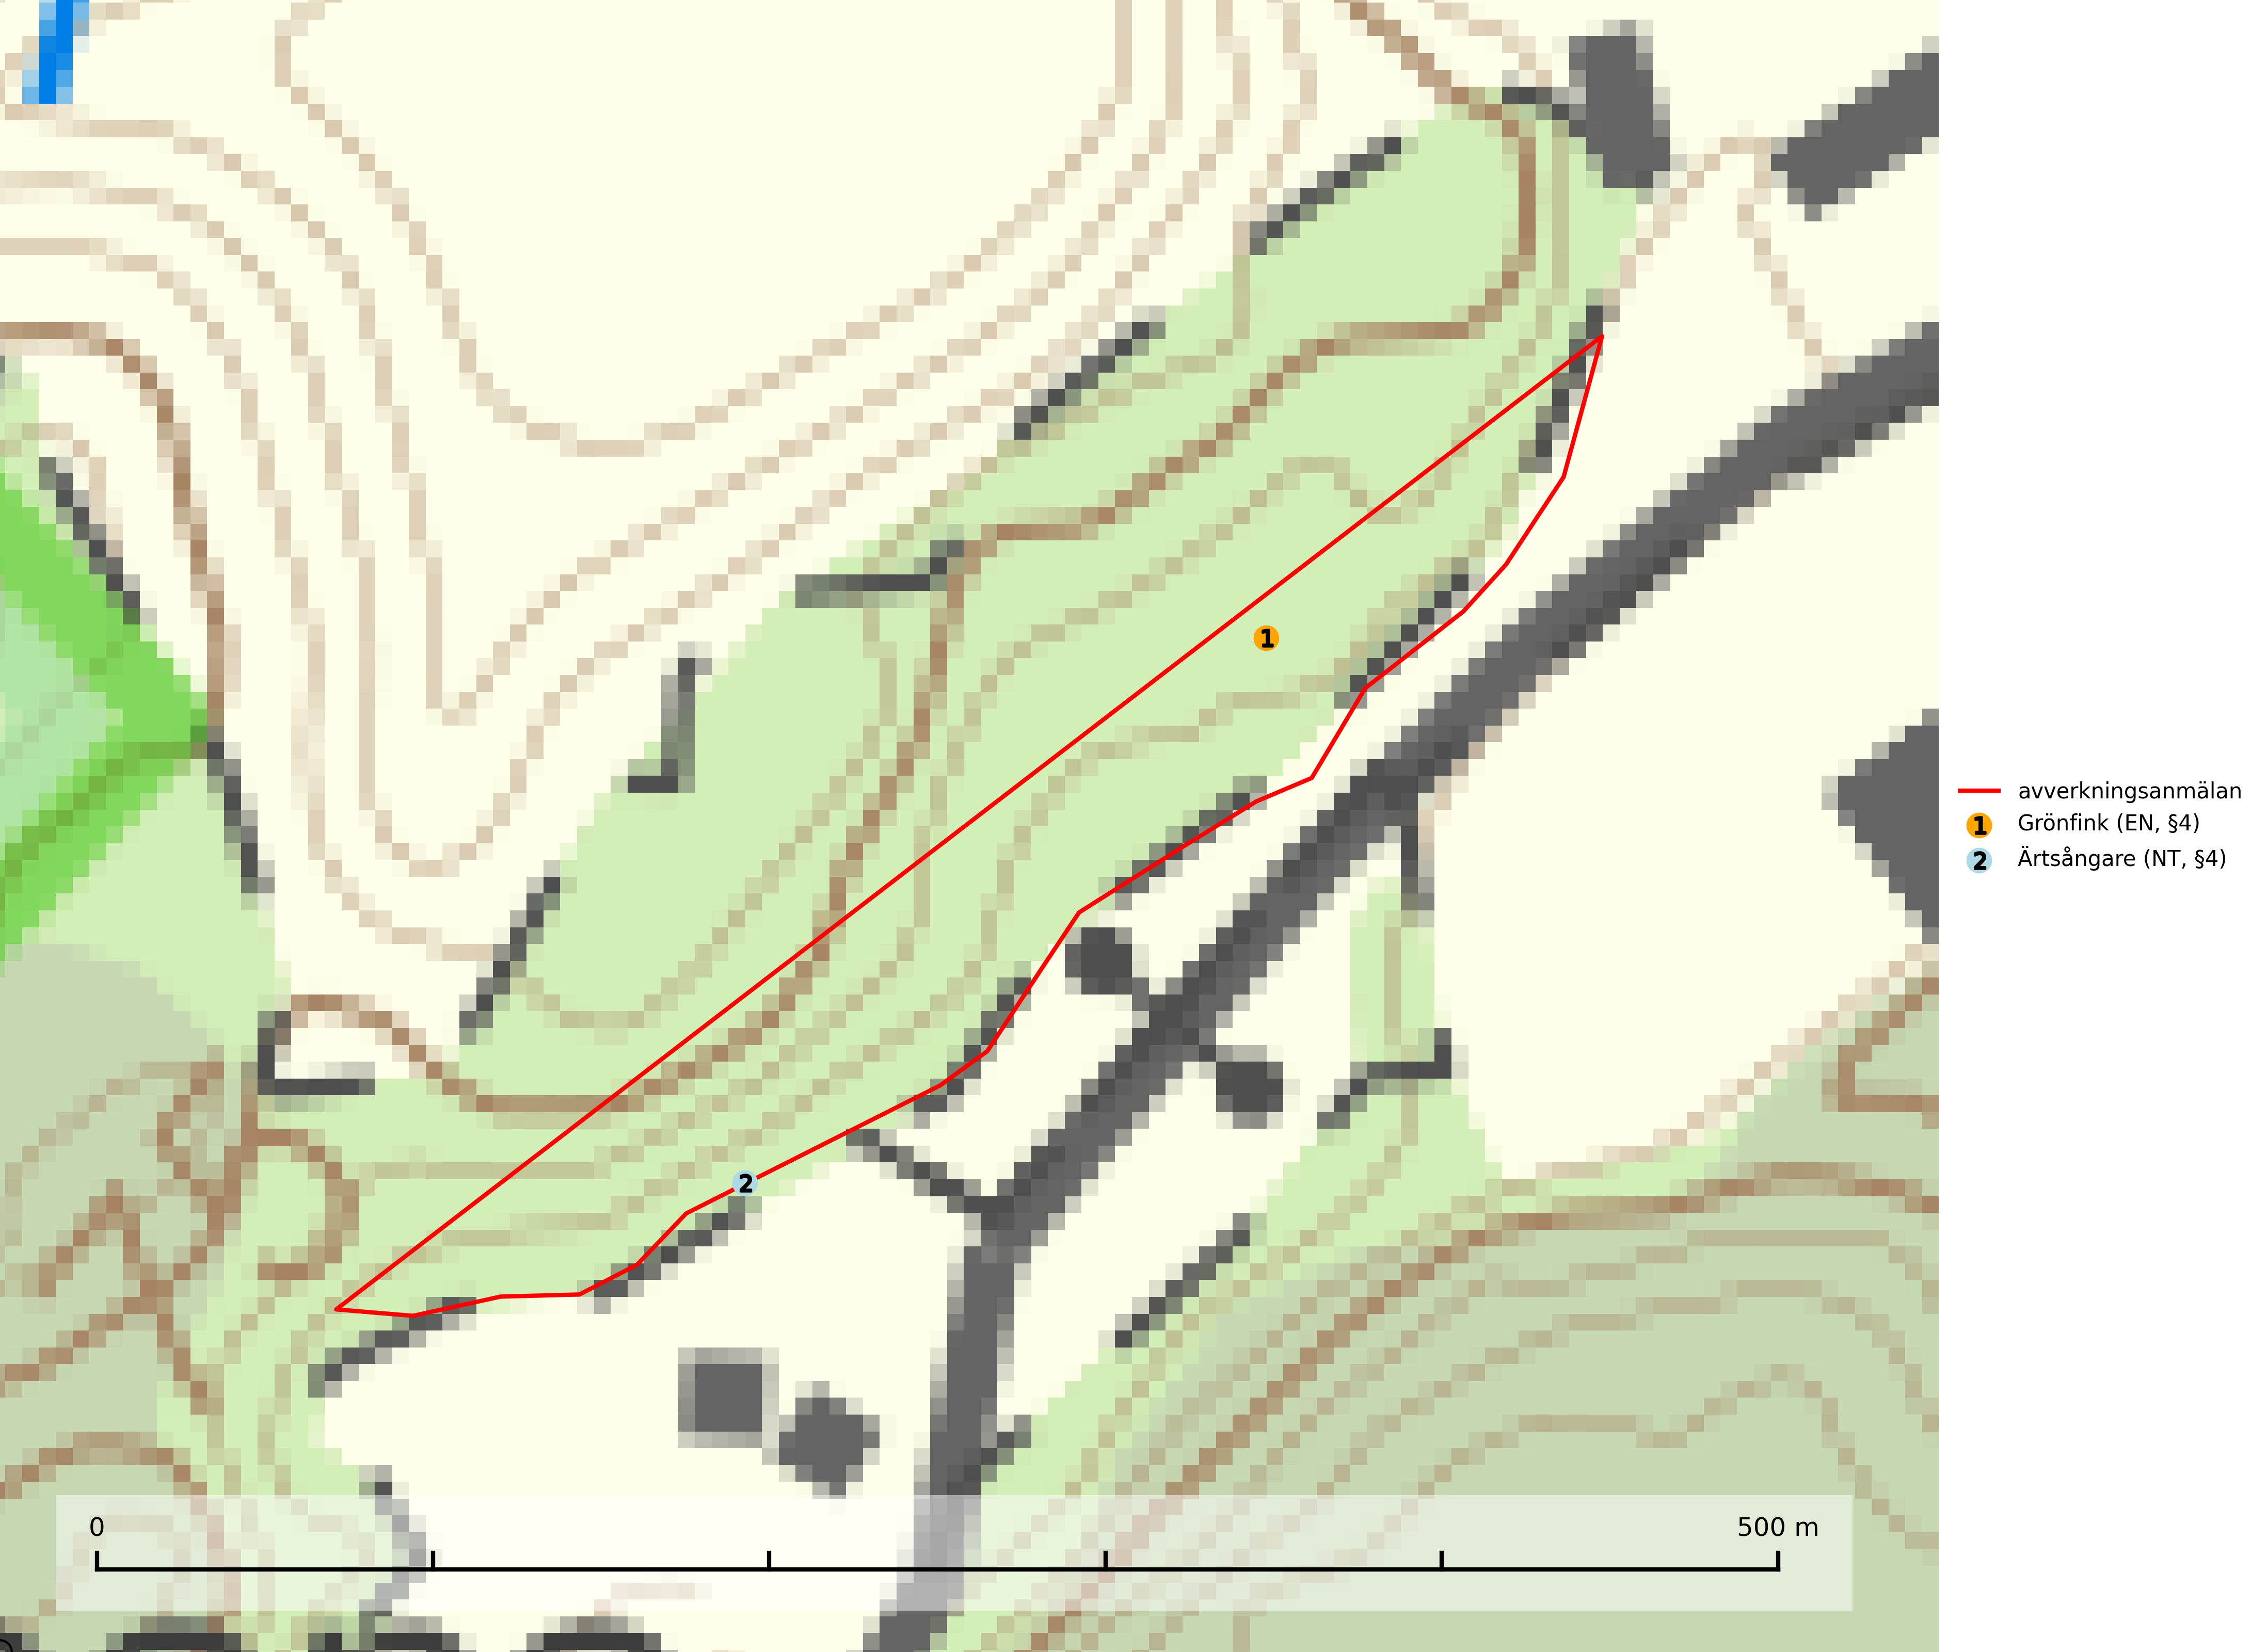 1
2
0
500 m
avverkningsanmälan
1 Grönfink (EN, §4)
2 Ärtsångare (NT, §4)